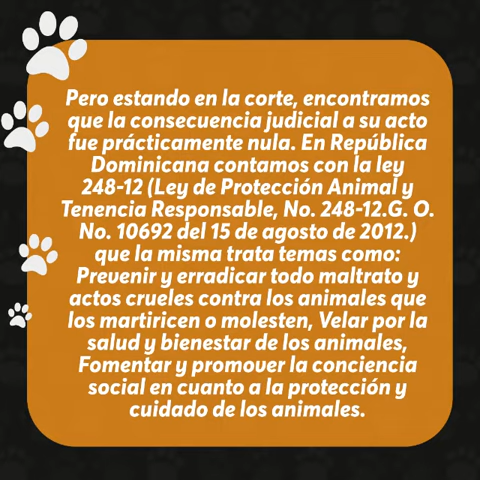 Pero estando en la corte, encontramos
que la consecuencia judicial a su acto
fue prácticamente nula. En República
Dominicana contamos con la ley
248-12 (Ley de Protección Animal y
Tenencia Responsable, No. 248-12.G. O.
No. 10692 del 15 de agosto de 2012.)
que la misma trata temas como:
Prevenir y erradicar todo maltrato y
actos crueles contra los animales que
los martiricen o molesten, Velar por la
salud y bienestar de los animales,
Fomentar y promover la conciencia
social en cuanto a la protección y
cuidado de los animales.